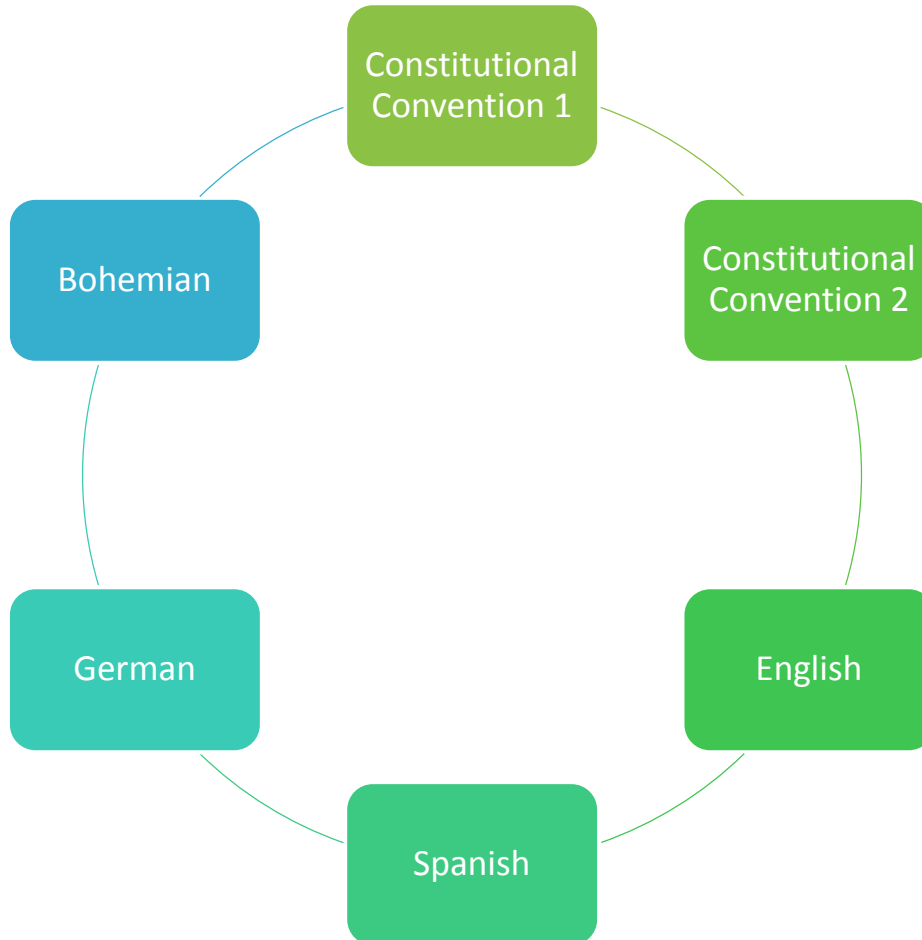 Constitutional
Convention 1
Constitutional
Convention 2
English
Spanish
German
Bohemian